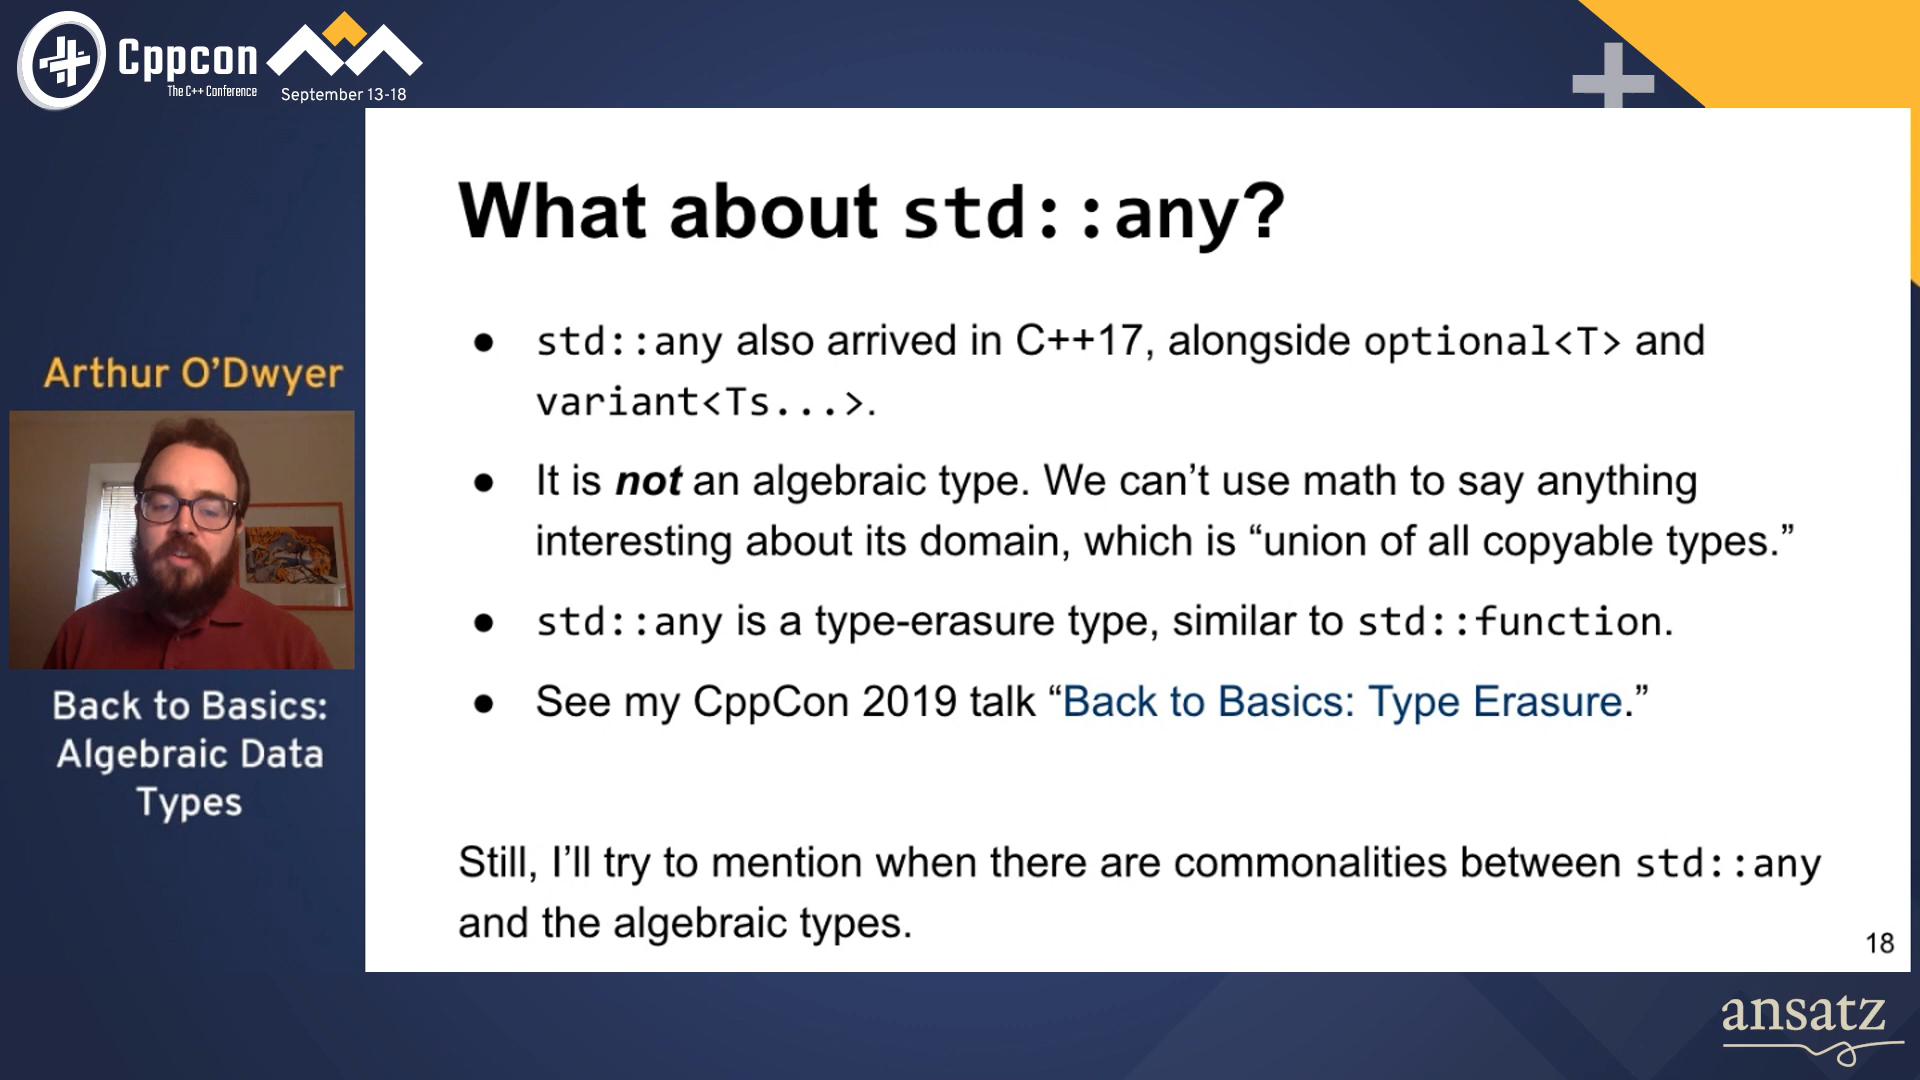 Cppcon
The C++ Conference
September 13-18
Arthur O’Dwyer
Back to Basics:
Algebraic Data
Types
What about std::any?
● std::any also arrived in C++17, alongside optional<T> and
variant<Ts...>.
● It is not an algebraic type. We can’t use math to say anything
interesting about its domain, which is “union of all copyable types.”
● std::any is a type-erasure type, similar to std::function.
● See my CppCon 2019 talk “Back to Basics: Type Erasure.”
Still, I’ll try to mention when there are commonalities between std::any
and the algebraic types.
18
ansatz